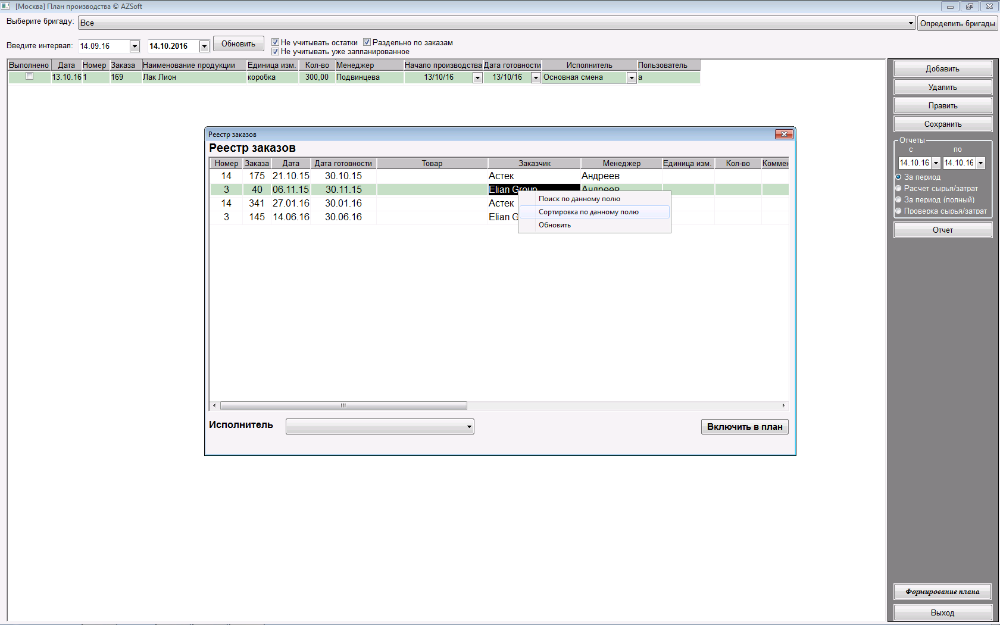 [Москва] План производства © AZSoft
Выберите бригаду: Все Определить бригады
Введите интервал: 14.09.16 14.10.2016 Обновить Не учитывать остатки Раздельно по заказам
Не учитывать уже запланированное
Выполнено Дата Номер Заказа Наименование продукции Единица изм. Кол-во Менеджер Начало производства Дата готовности Исполнитель Пользователь
13.10.16 1 169 Лак Лион коробка 300,00 Подвинцева 13/10/16 13/10/16 Основная смена а
Добавить
Удалить
Править
Сохранить
Отчеты
с по
14.10.16 14.10.16
За период
Расчет сырья/затрат
За период (полный)
Проверка сырья/затрат
Отчет
Формирование плана
Выход
Реестр заказов
Реестр заказов
Номер Заказа Дата Дата готовности Товар Заказчик Менеджер Единица изм. Кол-во Коммен
14 175 21.10.15 30.10.15 Астек Андреев
3 40 06.11.15 30.11.15 Elian Group Андреев
14 341 27.01.16 30.01.16 Астек
3 145 14.06.16 30.06.16 Elian G
Поиск по данному полю
Сортировка по данному полю
Обновить
Исполнитель Включить в план